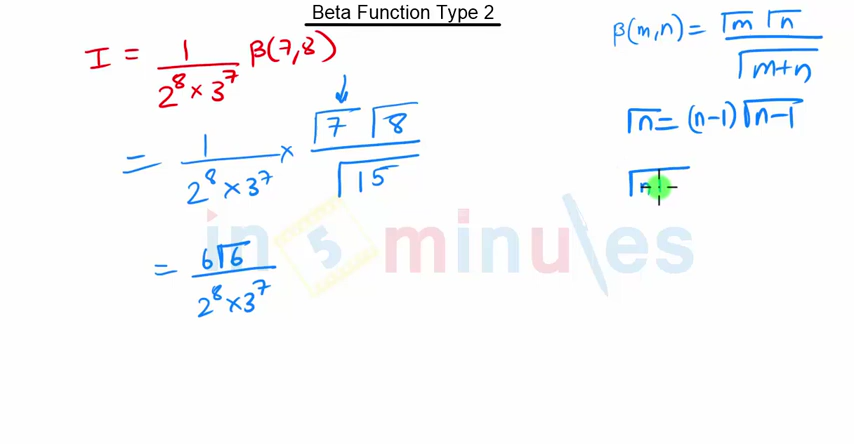 Beta Function Type 2
I = 1/(2^8 × 3^7) β(7,8)
= 1/(2^8 × 3^7) × Γ7 Γ8 / Γ15
= 6Γ6 / (2^8 × 3^7)
β(m,n) = Γm Γn / Γm+n
Γn = (n-1) Γn-1
Γn
in 5 minutes